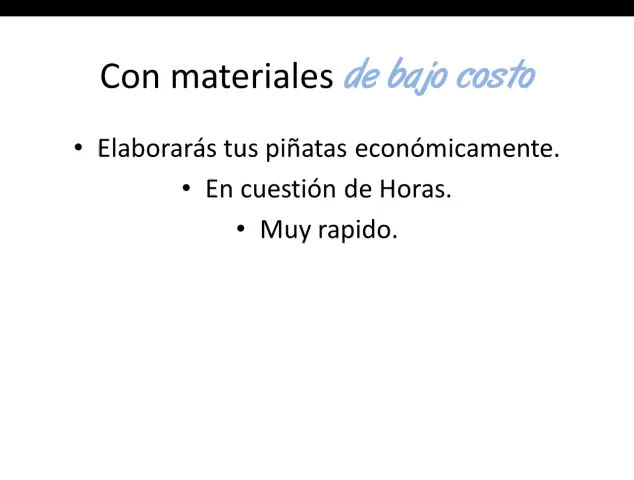 Con materiales de bajo costo
• Elaborarás tus piñatas económicamente.
• En cuestión de Horas.
• Muy rapido.